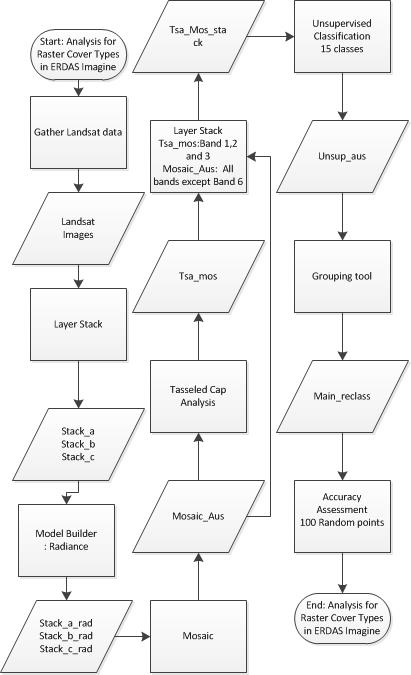 Start: Analysis for
Raster Cover Types
in ERDAS Imagine
Gather Landsat data
Landsat
Images
Layer Stack
Stack_a
Stack_b
Stack_c
Model Builder
: Radiance
Stack_a_rad
Stack_b_rad
Stack_c_rad
Mosaic
Mosaic_Aus
Tasseled Cap
Analysis
Tsa_mos
Layer Stack
Tsa_mos:Band 1,2
and 3
Mosaic_Aus: All
bands except Band 6
Tsa_Mos_sta
ck
Unsupervised
Classification
15 classes
Unsup_aus
Grouping tool
Main_reclass
Accuracy
Assessment
100 Random points
End: Analysis for
Raster Cover Types
in ERDAS Imagine